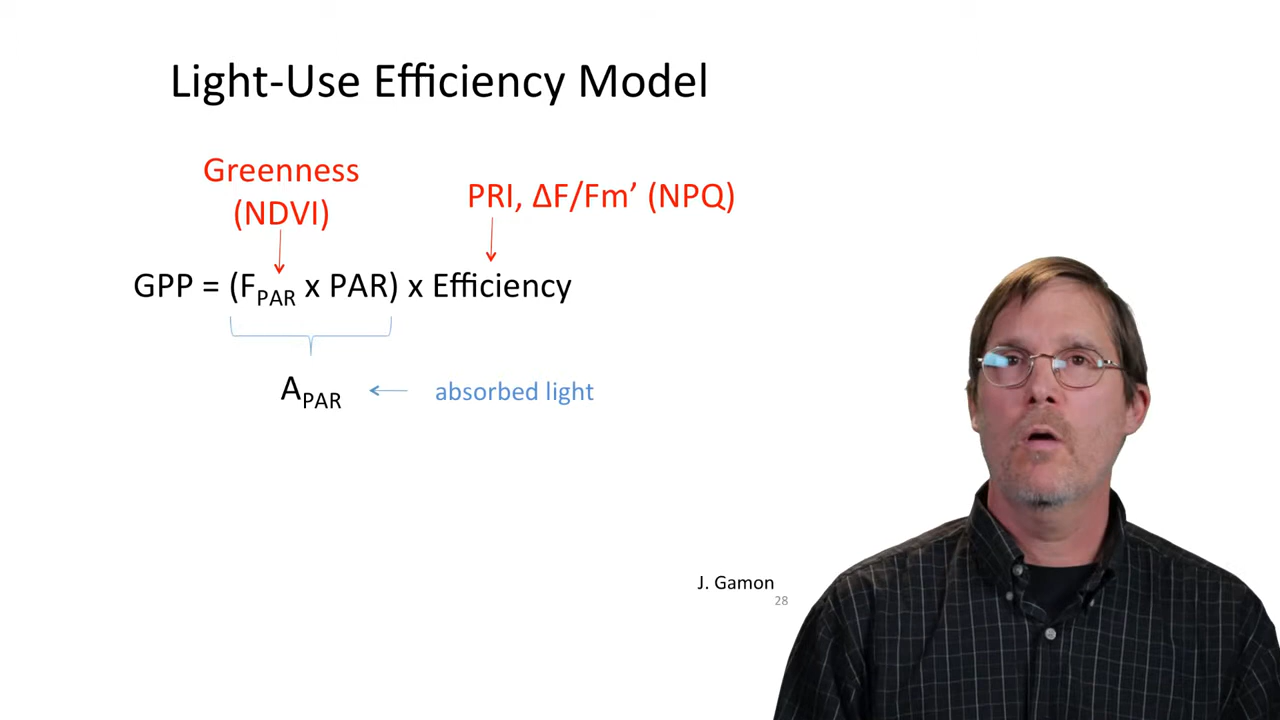 Light-Use Efficiency Model
Greenness
(NDVI)
PRI, ΔF/Fm’ (NPQ)
GPP = (FPAR x PAR) x Efficiency
APAR
absorbed light
J. Gamon
28